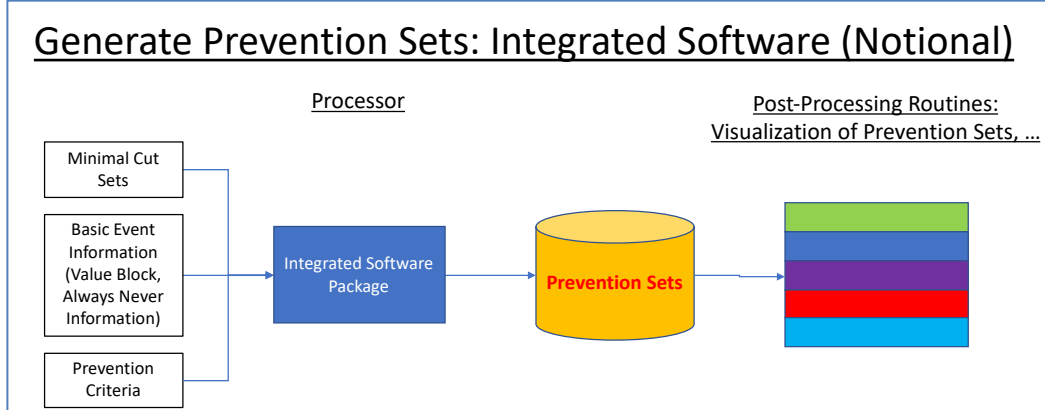 Generate Prevention Sets: Integrated Software (Notional)
Processor
Post-Processing Routines:
Visualization of Prevention Sets, ...
Minimal Cut
Sets
Basic Event
Information
(Value Block,
Always Never
Information)
Prevention
Criteria
Integrated Software
Package
Prevention Sets